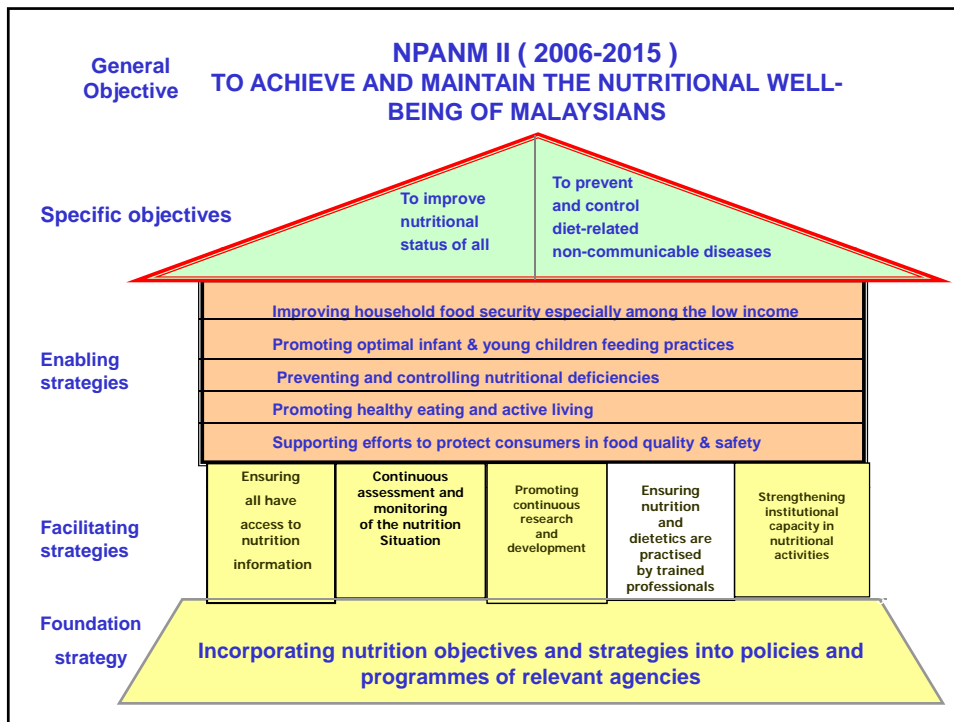 General
Objective
NPANM II ( 2006-2015 )
TO ACHIEVE AND MAINTAIN THE NUTRITIONAL WELL-
BEING OF MALAYSIANS
Specific objectives
To improve
nutritional
status of all
To prevent
and control
diet-related
non-communicable diseases
Enabling
strategies
Improving household food security especially among the low income
Promoting optimal infant & young children feeding practices
Preventing and controlling nutritional deficiencies
Promoting healthy eating and active living
Supporting efforts to protect consumers in food quality & safety
Facilitating
strategies
Ensuring
all have
access to
nutrition
information
Continuous
assessment and
monitoring
of the nutrition
Situation
Promoting
continuous
research
and
development
Ensuring
nutrition
and
dietetics are
practised
by trained
professionals
Strengthening
institutional
capacity in
nutritional
activities
Foundation
strategy
Incorporating nutrition objectives and strategies into policies and
programmes of relevant agencies